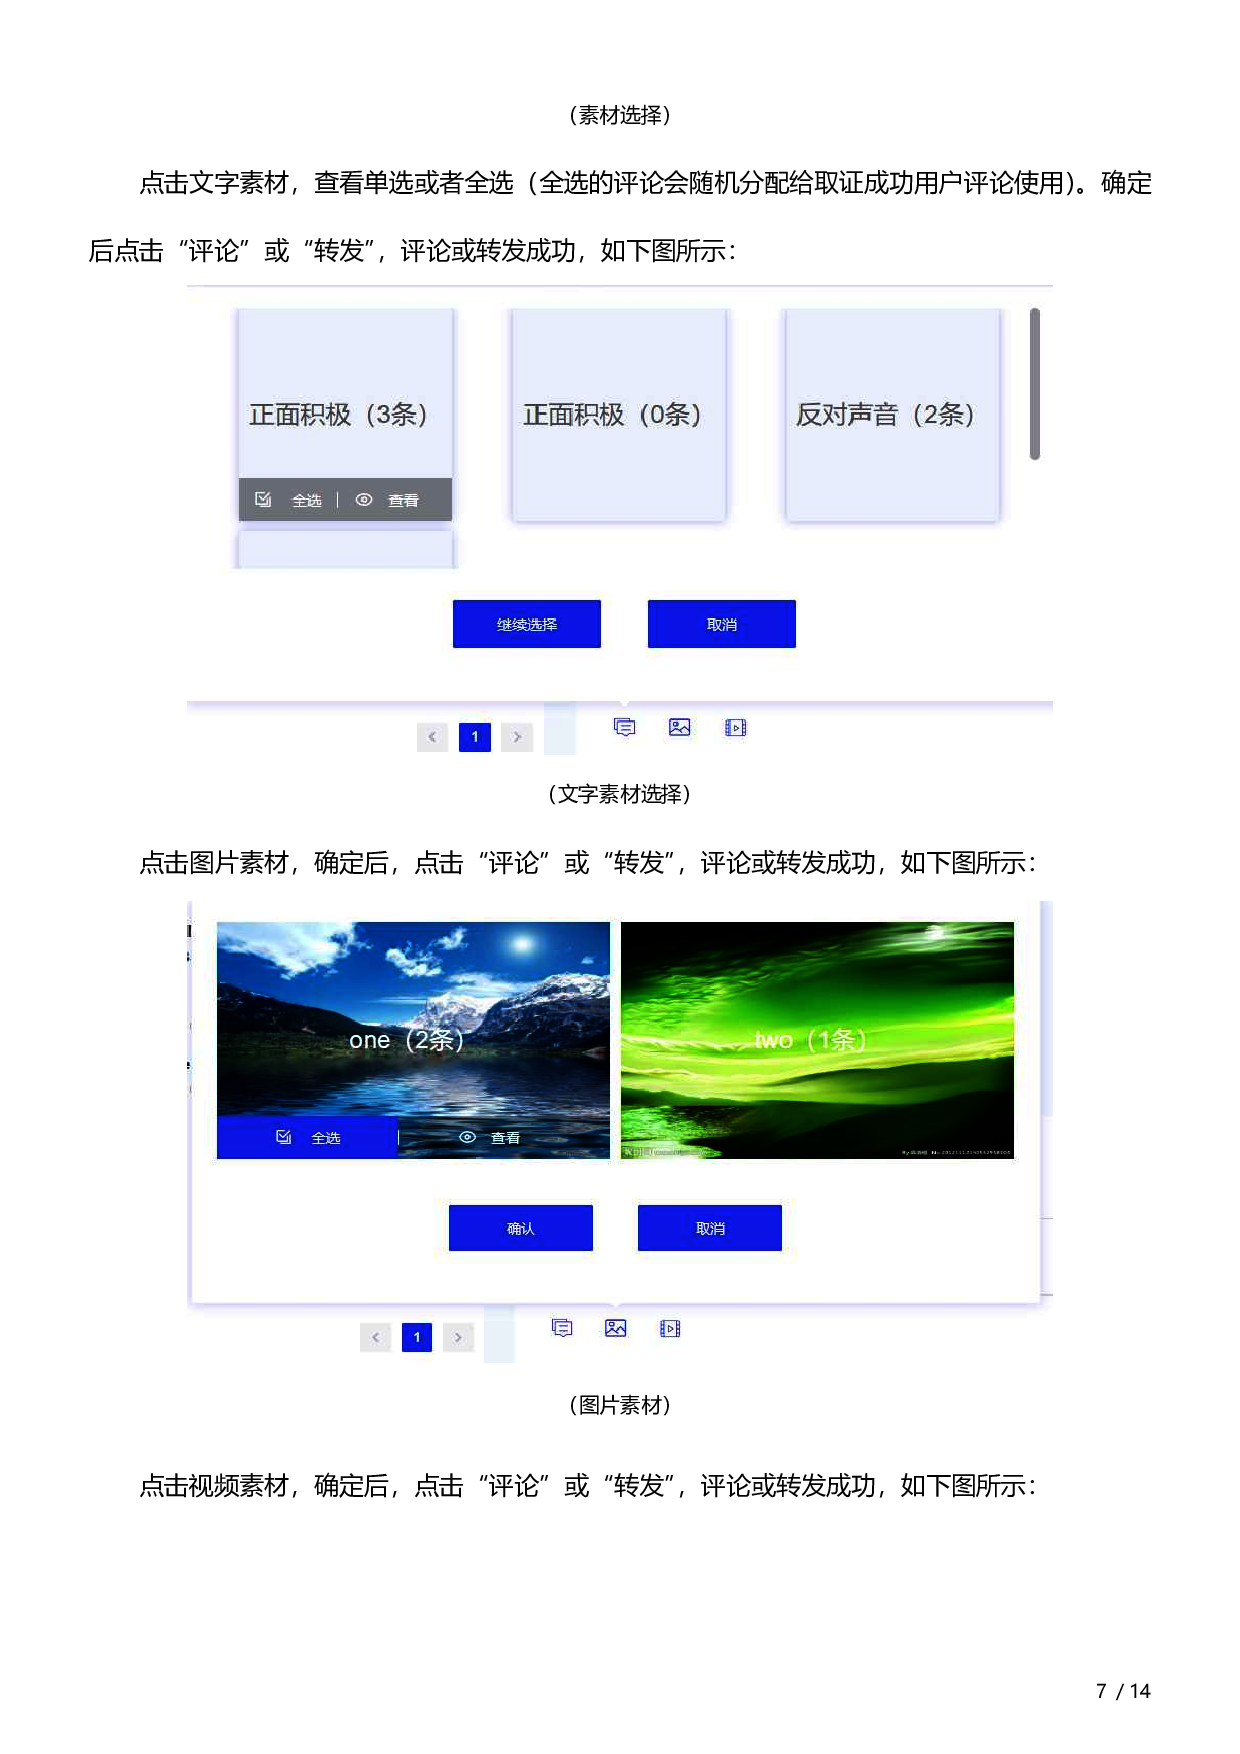 （素材选择）
点击文字素材，查看单选或者全选（全选的评论会随机分配给取证成功用户评论使用）。确定
后点击“评论”或“转发”，评论或转发成功，如下图所示：
正面积极（3条）
正面积极（0条）
反对声音（2条）
全选
查看
继续选择
取消
1
（文字素材选择）
点击图片素材，确定后，点击“评论”或“转发”，评论或转发成功，如下图所示：
one（2条）
two（1条）
全选
查看
确认
取消
1
（图片素材）
点击视频素材，确定后，点击“评论”或“转发”，评论或转发成功，如下图所示：
7 / 14